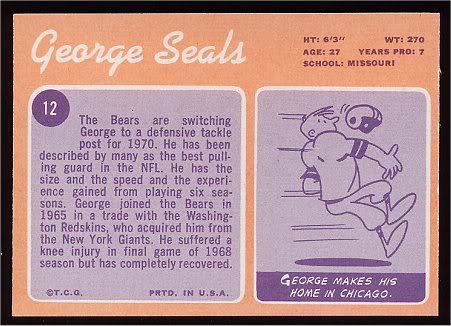 George Seals
HT: 6'3" WT: 270
AGE: 27 YEARS PRO: 7
SCHOOL: MISSOURI
12
The Bears are switching
George to a defensive tackle
post for 1970. He has been
described by many as the best pull-
ing guard in the NFL. He has the
size and the speed and the experi-
ence gained from playing six sea-
sons. George joined the Bears in
1965 in a trade with the Washing-
ton Redskins, who acquired him from
the New York Giants. He suffered a
knee injury in final game of 1968
season but has completely recovered.
©T.C.G. PRTD. IN U.S.A.
GEORGE MAKES HIS
HOME IN CHICAGO.